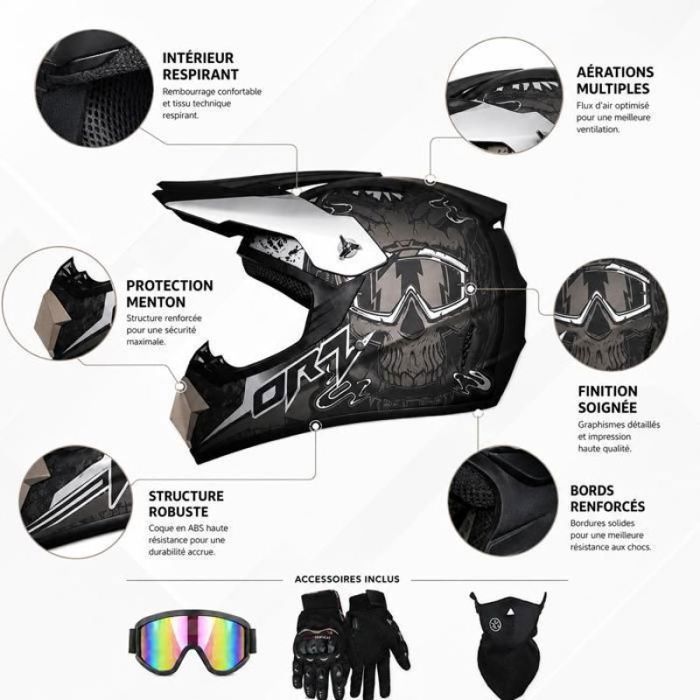 INTÉRIEUR
RESPIRANT
Rembourrage confortable
et tissu technique
respirant.
AÉRATIONS
MULTIPLES
Flux d'air optimisé
pour une meilleure
ventilation.
PROTECTION
MENTON
Structure renforcée
pour une sécurité
maximale.
ORZ
FINITION
SOIGNÉE
Graphismes détaillés
et impression
haute qualité.
STRUCTURE
ROBUSTE
Coque en ABS haute
résistance pour une
durabilité accrue.
BORDS
RENFORCÉS
Bordures solides
pour une meilleure
résistance aux chocs.
ACCESSOIRES INCLUS